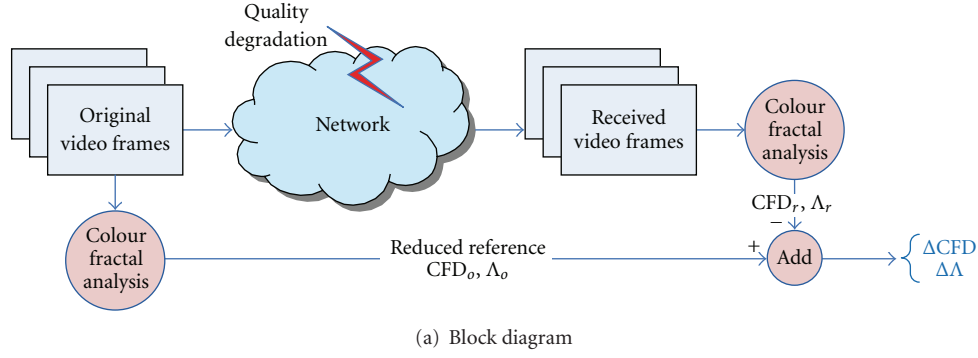 Quality
degradation
Original
video frames
Network
Received
video frames
Colour
fractal
analysis
CFDᵣ, Λᵣ
−
Colour
fractal
analysis
Reduced reference
CFDₒ, Λₒ
+
Add
ΔCFD
ΔΛ
(a) Block diagram